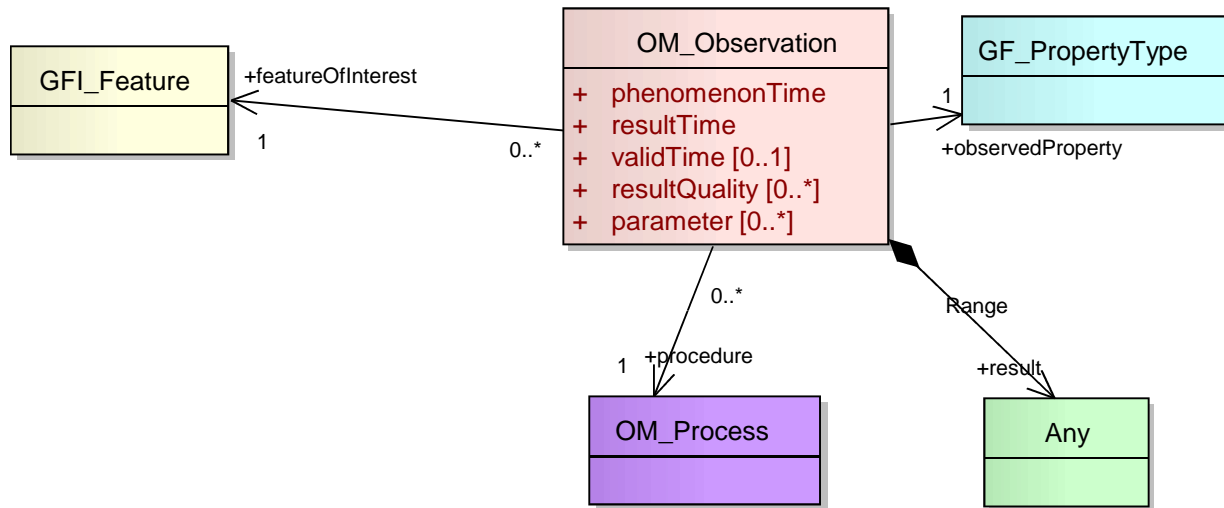 OM_Observation
GF_PropertyType
GFI_Feature
+featureOfInterest
+ phenomenonTime
1
+ resultTime
1
0..*
+ validTime [0..1]
+observedProperty
+ resultQuality [0..*]
+ parameter [0..*]
0..*
Range
1
+procedure
+result
OM_Process
Any